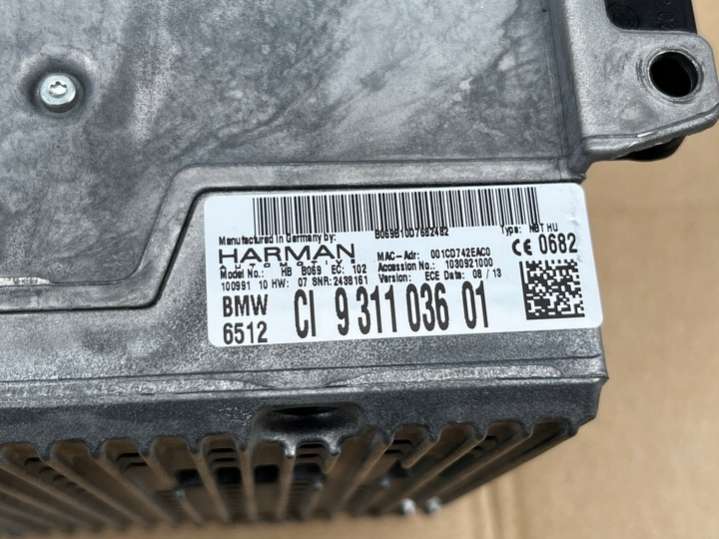 B069B10D7682482
Manufactured in Germany by:
Type: NBT HU
HARMAN
AUTOMOTIVE
MAC-Adr: 001CD742EAC0
CE 0682
Model No.: HB B069 EC: 102
Accession No.: 1030921000
100991 10 HW: 07 SNR:2438161
Version: ECE Data: 08 / 13
BMW
6512
CI 9 311 036 01